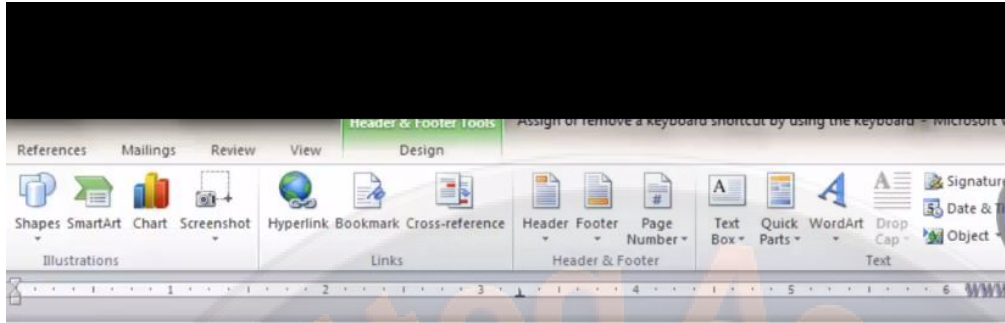 Header & Footer Tools Assign or remove a keyboard shortcut by using the keyboard - Microsoft
References Mailings Review View Design
Shapes SmartArt Chart Screenshot Hyperlink Bookmark Cross-reference Header Footer Page Number Text Box Quick Parts WordArt Drop Cap Signature
Date &
Object
Illustrations Links Header & Footer Text
1 2 3 4 5 6